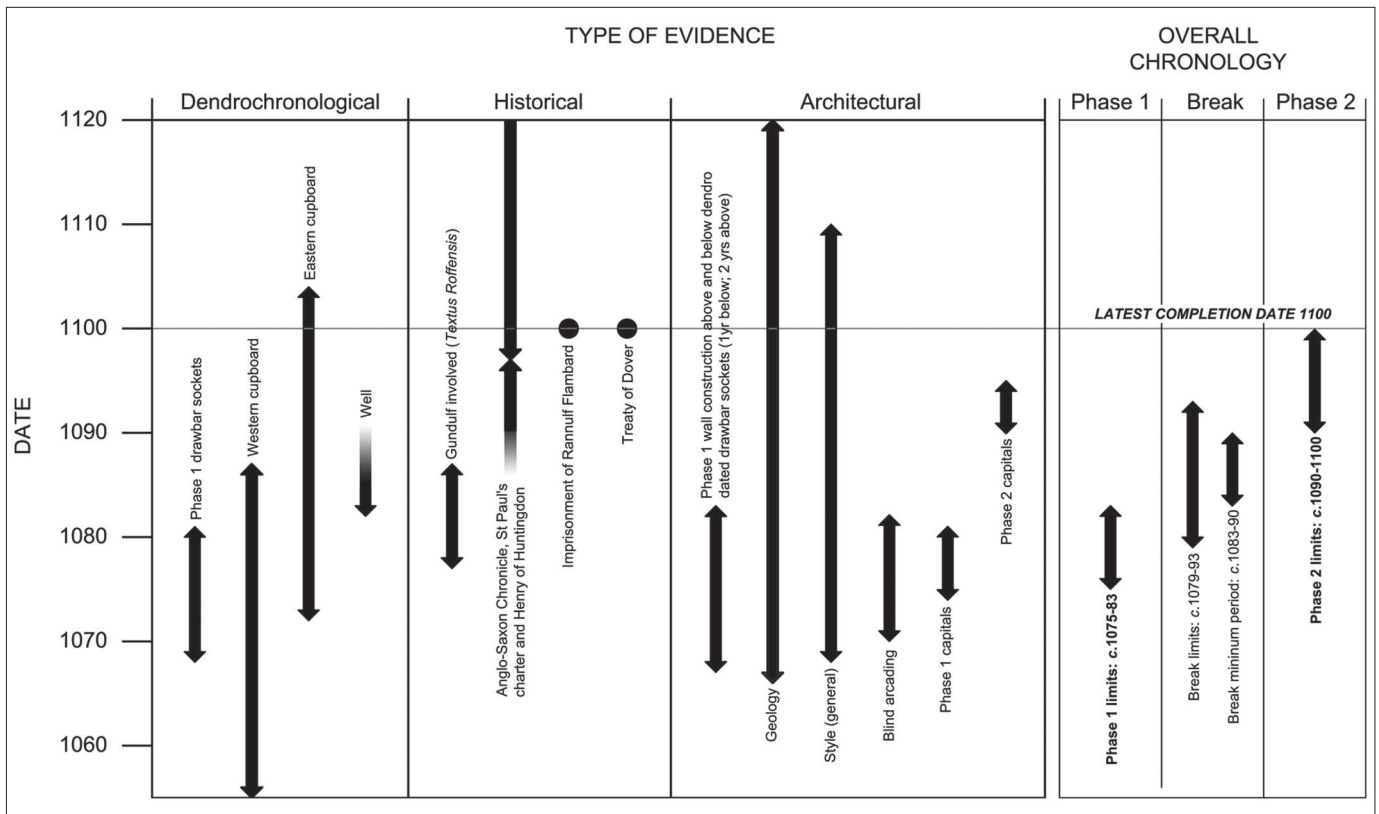 TYPE OF EVIDENCE
OVERALL
CHRONOLOGY
Dendrochronological
Historical
Architectural
Phase 1
Break
Phase 2
DATE
1120
1110
1100
1090
1080
1070
1060
Phase 1 drawbar sockets
Western cupboard
Eastern cupboard
Well
Gundulf involved (Textus Roffensis)
Anglo-Saxon Chronicle, St Paul's
charter and Henry of Huntingdon
Imprisonment of Rannulf Flambard
Treaty of Dover
Phase 1 wall construction above and below dendro
dated drawbar sockets (1yr below; 2 yrs above)
Geology
Style (general)
Blind arcading
Phase 1 capitals
Phase 2 capitals
LATEST COMPLETION DATE 1100
Phase 1 limits: c.1075-83
Break limits: c.1079-93
Break mininum period: c.1083-90
Phase 2 limits: c.1090-1100